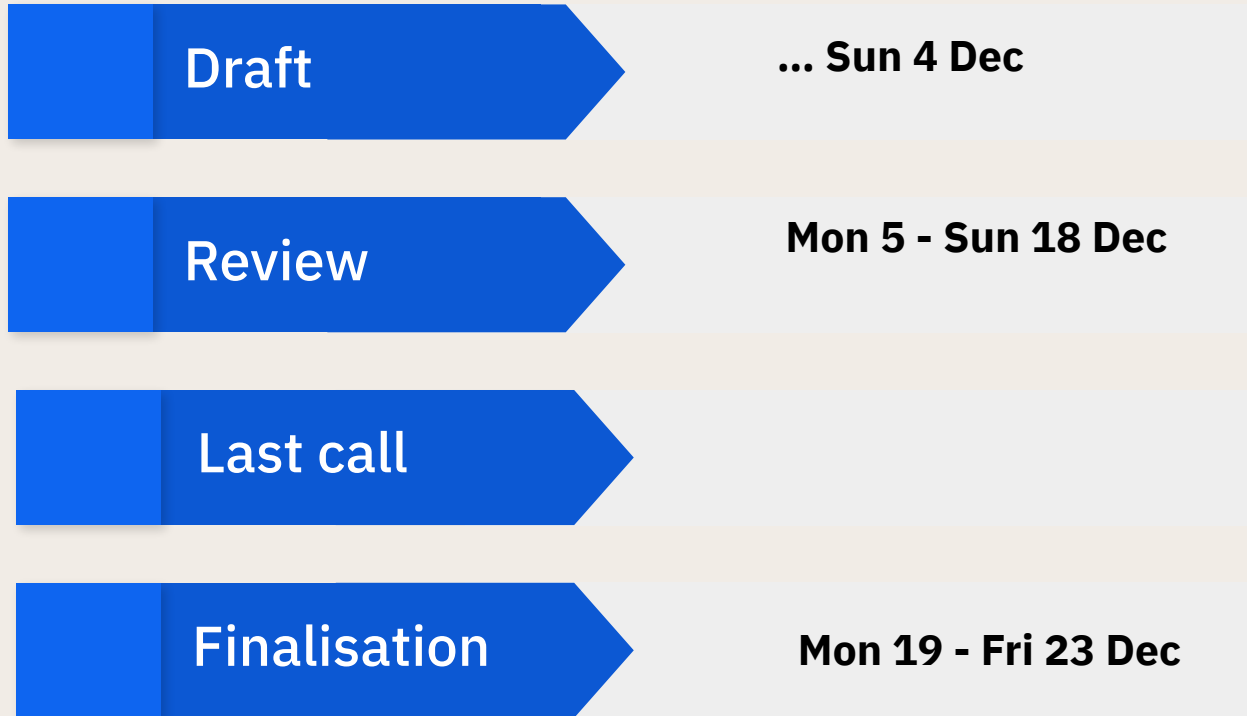 Draft
... Sun 4 Dec
Review
Mon 5 - Sun 18 Dec
Last call
Finalisation
Mon 19 - Fri 23 Dec